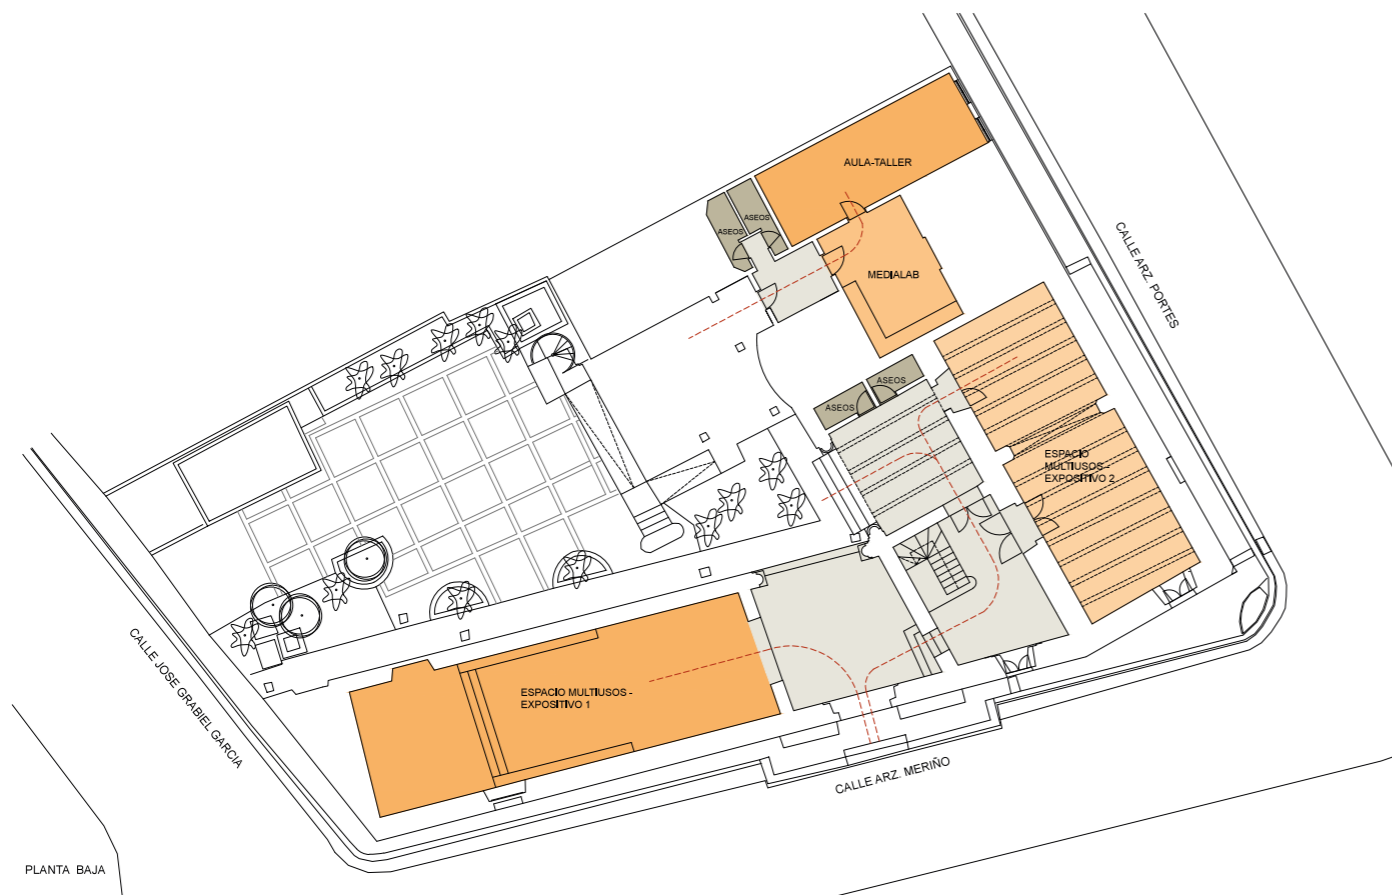 AULA-TALLER
ASEOS
ASEOS
MEDIALAB
CALLE ARZ. PORTES
ASEOS
ASEOS
ESPACIO
MULTIUSOS -
EXPOSITIVO 2
ESPACIO MULTIUSOS -
EXPOSITIVO 1
CALLE JOSE GRABIEL GARCIA
CALLE ARZ. MERIÑO
PLANTA BAJA